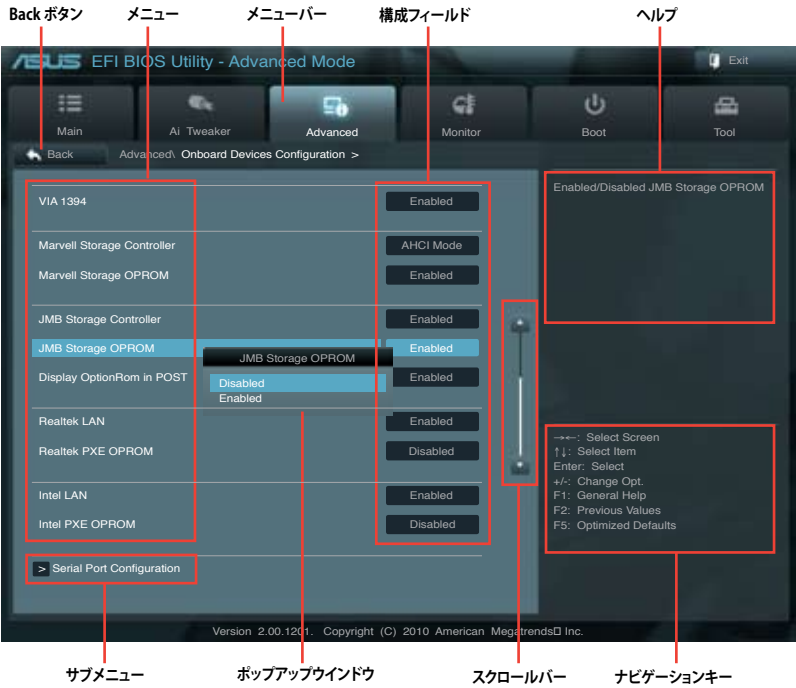 Back ボタン メニュー メニューバー 構成フィールド ヘルプ
ASUS EFI BIOS Utility - Advanced Mode Exit
Main Ai Tweaker Advanced Monitor Boot Tool
Back Advanced\ Onboard Devices Configuration >
VIA 1394 Enabled
Enabled/Disabled JMB Storage OPROM
Marvell Storage Controller AHCI Mode
Marvell Storage OPROM Enabled
JMB Storage Controller Enabled
JMB Storage OPROM Enabled
JMB Storage OPROM
Display OptionRom in POST Enabled
Disabled
Enabled
Realtek LAN Enabled
Realtek PXE OPROM Disabled
Intel LAN Enabled
Intel PXE OPROM Disabled
> Serial Port Configuration
→←: Select Screen
↑↓: Select Item
Enter: Select
+/-: Change Opt.
F1: General Help
F2: Previous Values
F5: Optimized Defaults
Version 2.00.1201. Copyright (C) 2010 American Megatrends□ Inc.
サブメニュー ポップアップウインドウ スクロールバー ナビゲーションキー